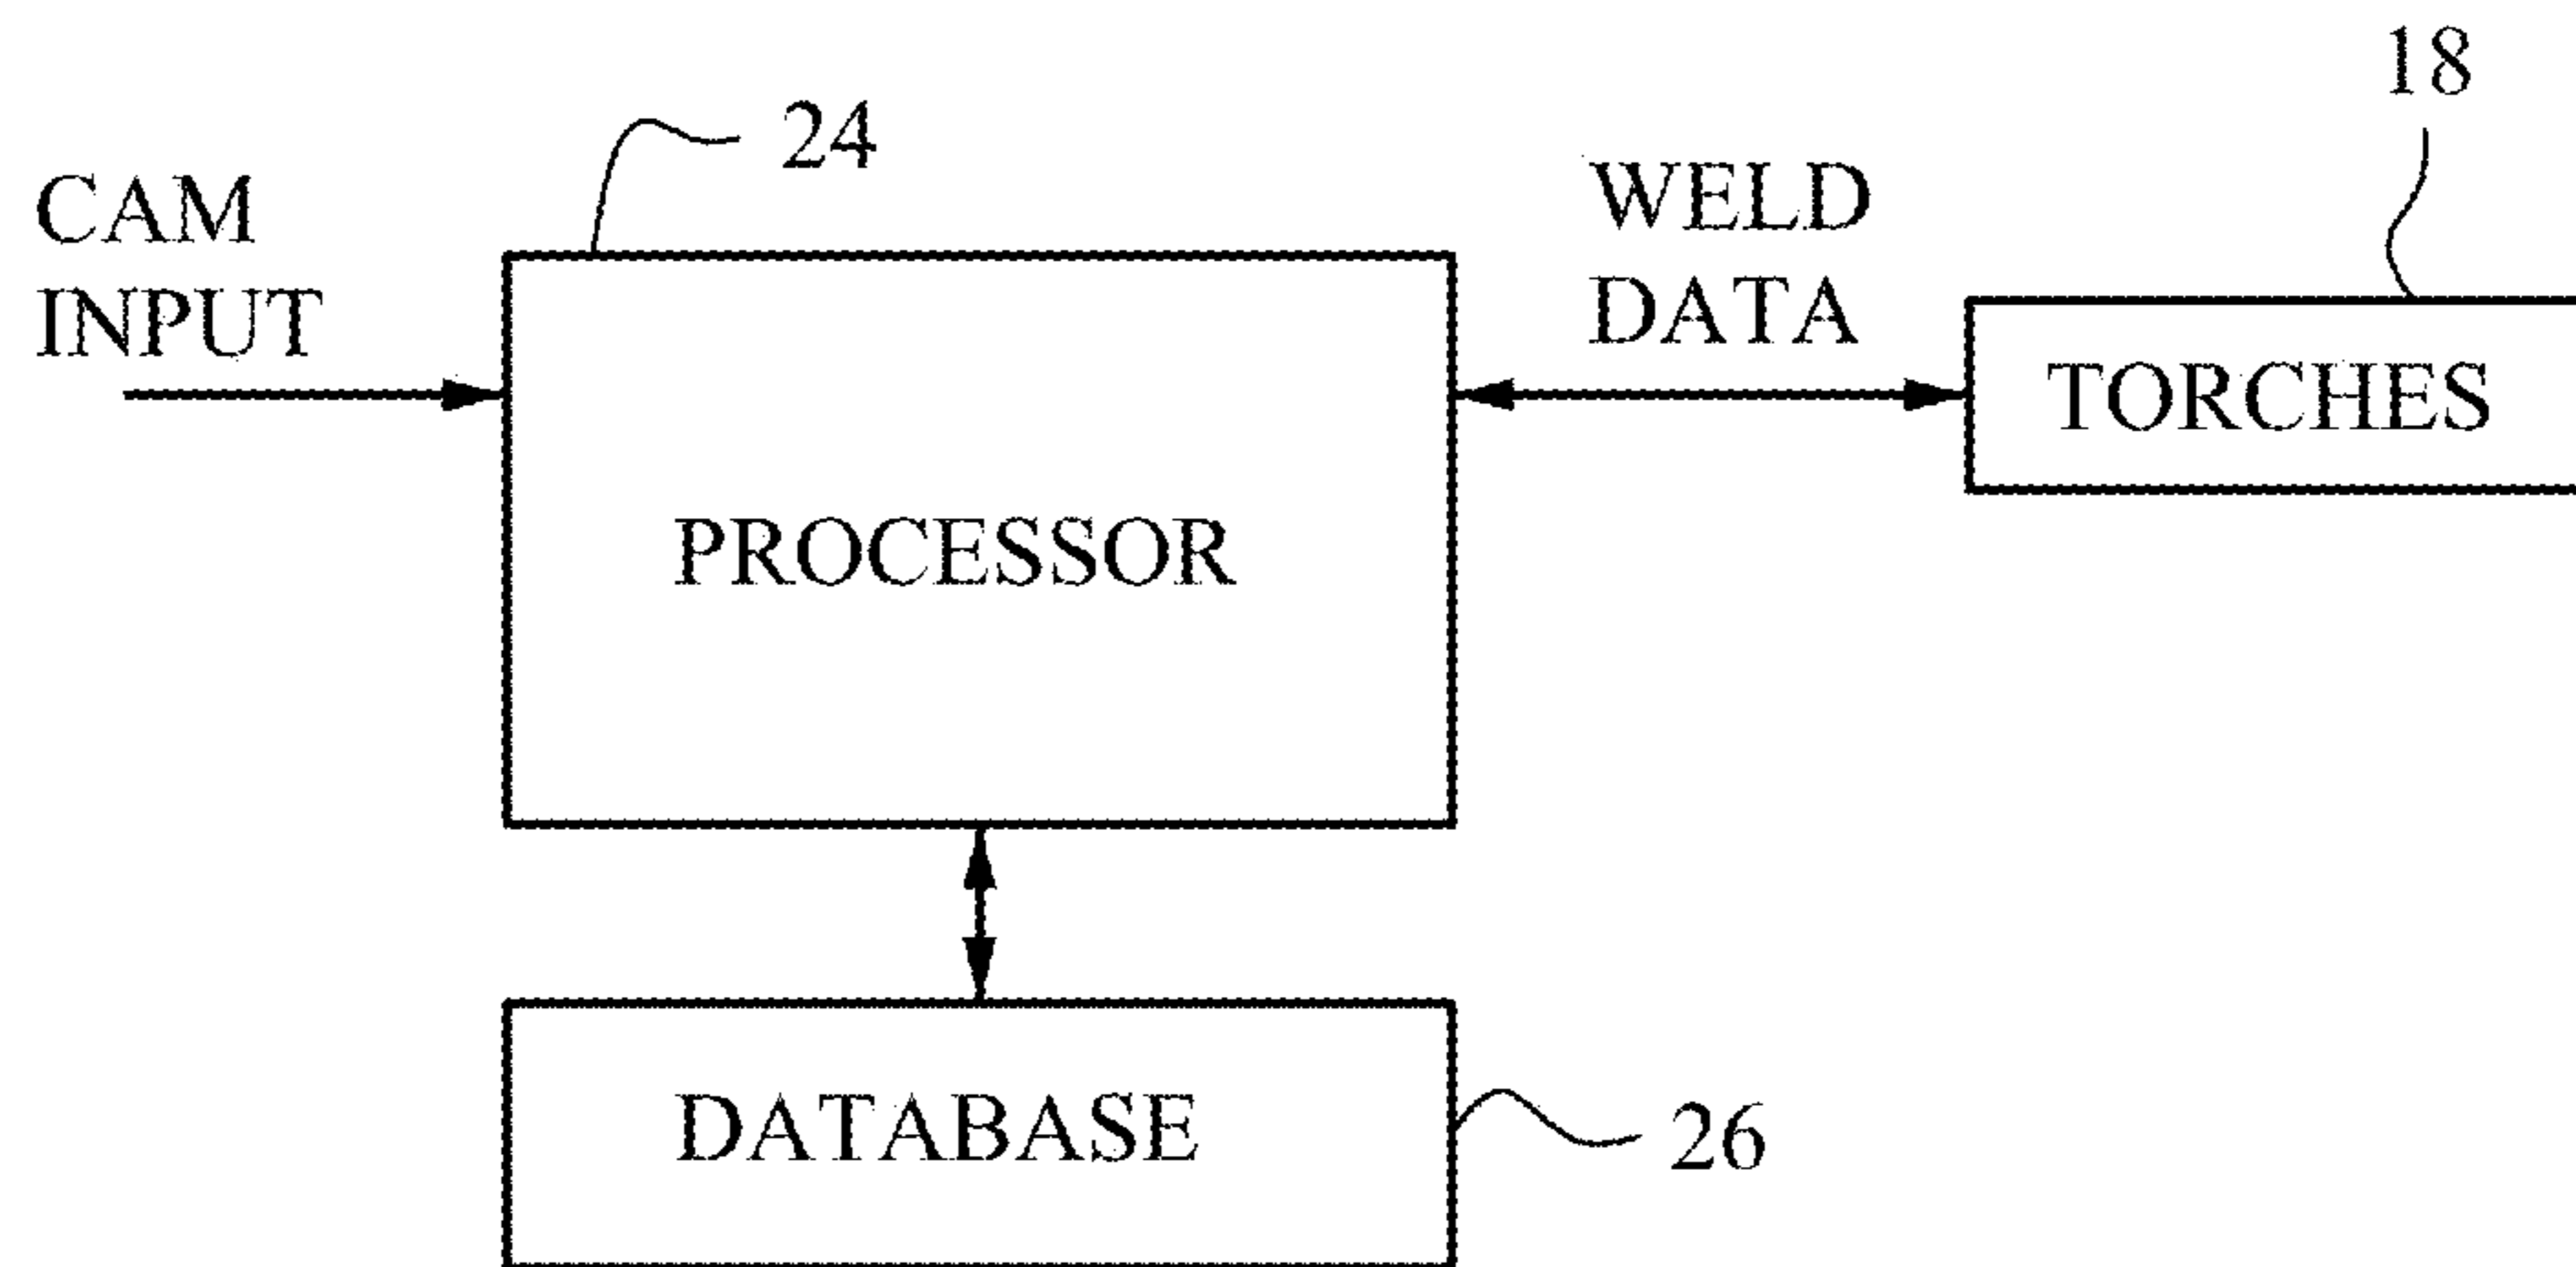 18
24
CAM
INPUT
WELD
DATA
TORCHES
PROCESSOR
DATABASE
26